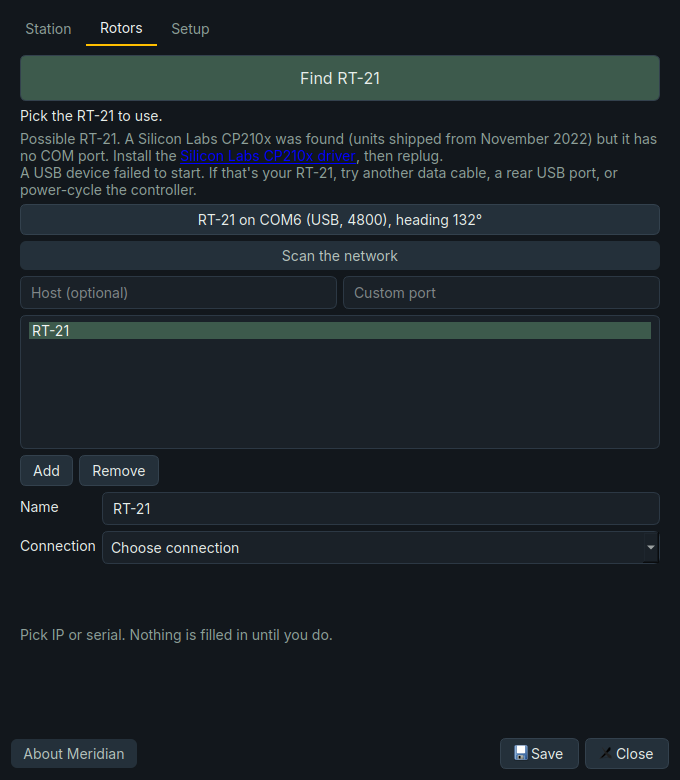 Station Rotors Setup
Find RT-21
Pick the RT-21 to use.
Possible RT-21. A Silicon Labs CP210x was found (units shipped from November 2022) but it has
no COM port. Install the Silicon Labs CP210x driver, then replug.
A USB device failed to start. If that's your RT-21, try another data cable, a rear USB port, or
power-cycle the controller.
RT-21 on COM6 (USB, 4800), heading 132°
Scan the network
Host (optional) Custom port
RT-21
Add Remove
Name RT-21
Connection Choose connection
Pick IP or serial. Nothing is filled in until you do.
About Meridian Save Close